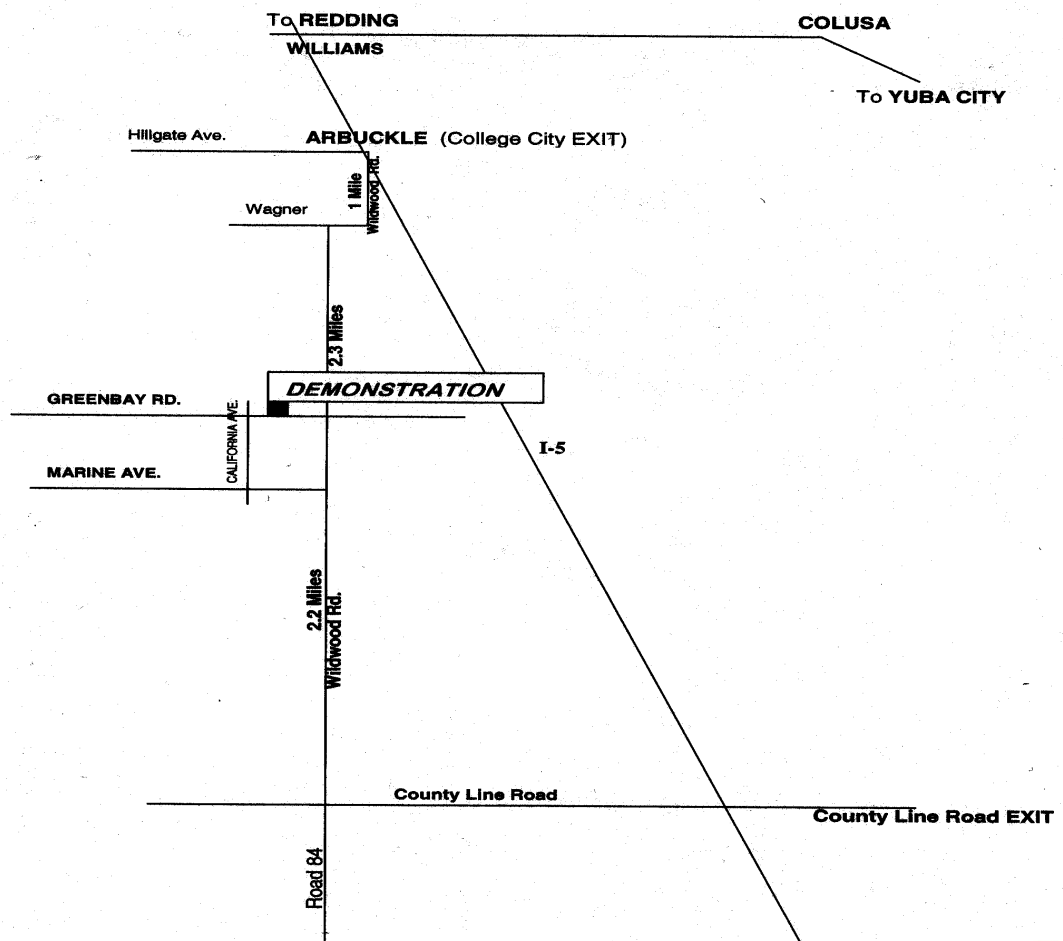 To REDDING
COLUSA
WILLIAMS
To YUBA CITY
Hillgate Ave.
ARBUCKLE (College City EXIT)
1 Mile
Wildwood Rd.
Wagner
2.3 Miles
DEMONSTRATION
GREENBAY RD.
CALIFORNIA AVE.
I-5
MARINE AVE.
2.2 Miles
Wildwood Rd.
County Line Road
County Line Road EXIT
Road 84